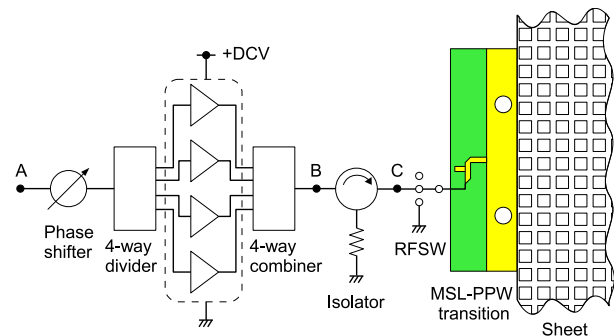 +DCV
A
B
C
Phase
shifter
4-way
divider
4-way
combiner
Isolator
RFSW
MSL-PPW
transition
Sheet